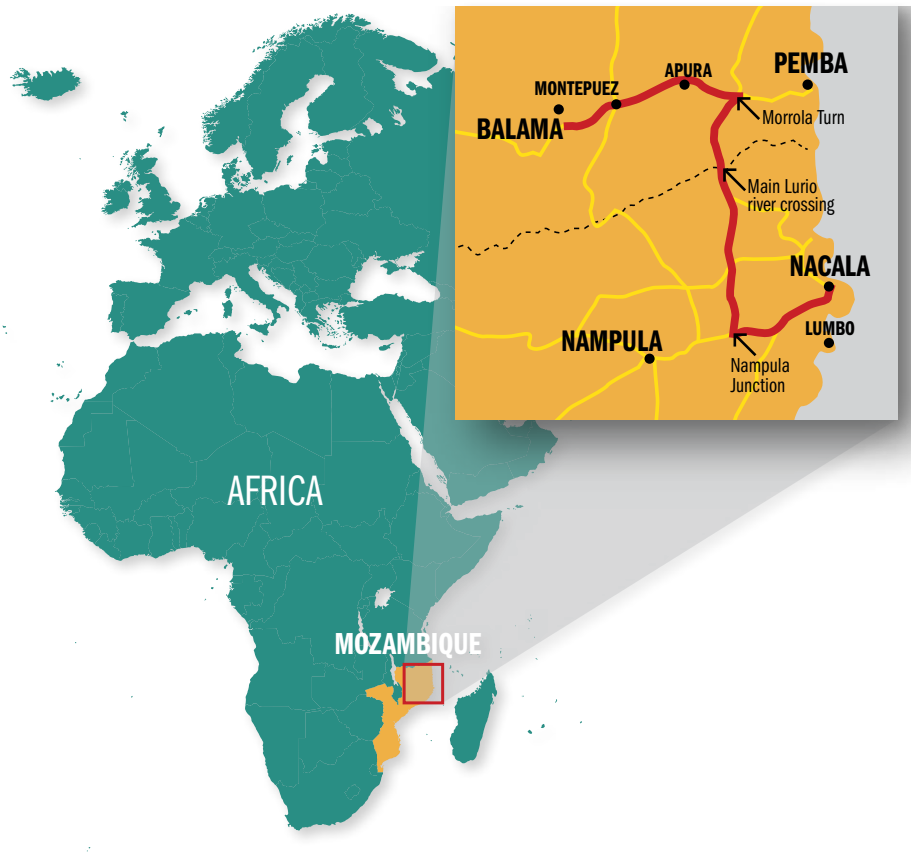 PEMBA
APURA
MONTEPUEZ
BALAMA
Morrola Turn
Main Lurio
river crossing
NACALA
LUMBO
NAMPULA
Nampula
Junction
AFRICA
MOZAMBIQUE